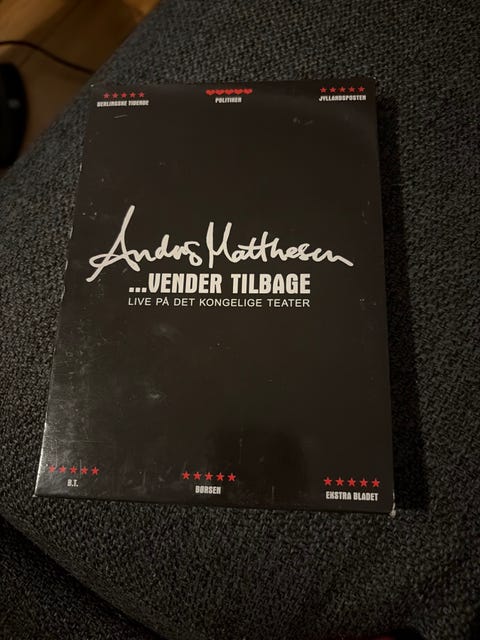 BERLINGSKE TIDENDE
POLITIKEN
JYLLANDSPOSTEN
Anders Matthesen
...VENDER TILBAGE
LIVE PÅ DET KONGELIGE TEATER
B.T.
BØRSEN
EKSTRA BLADET